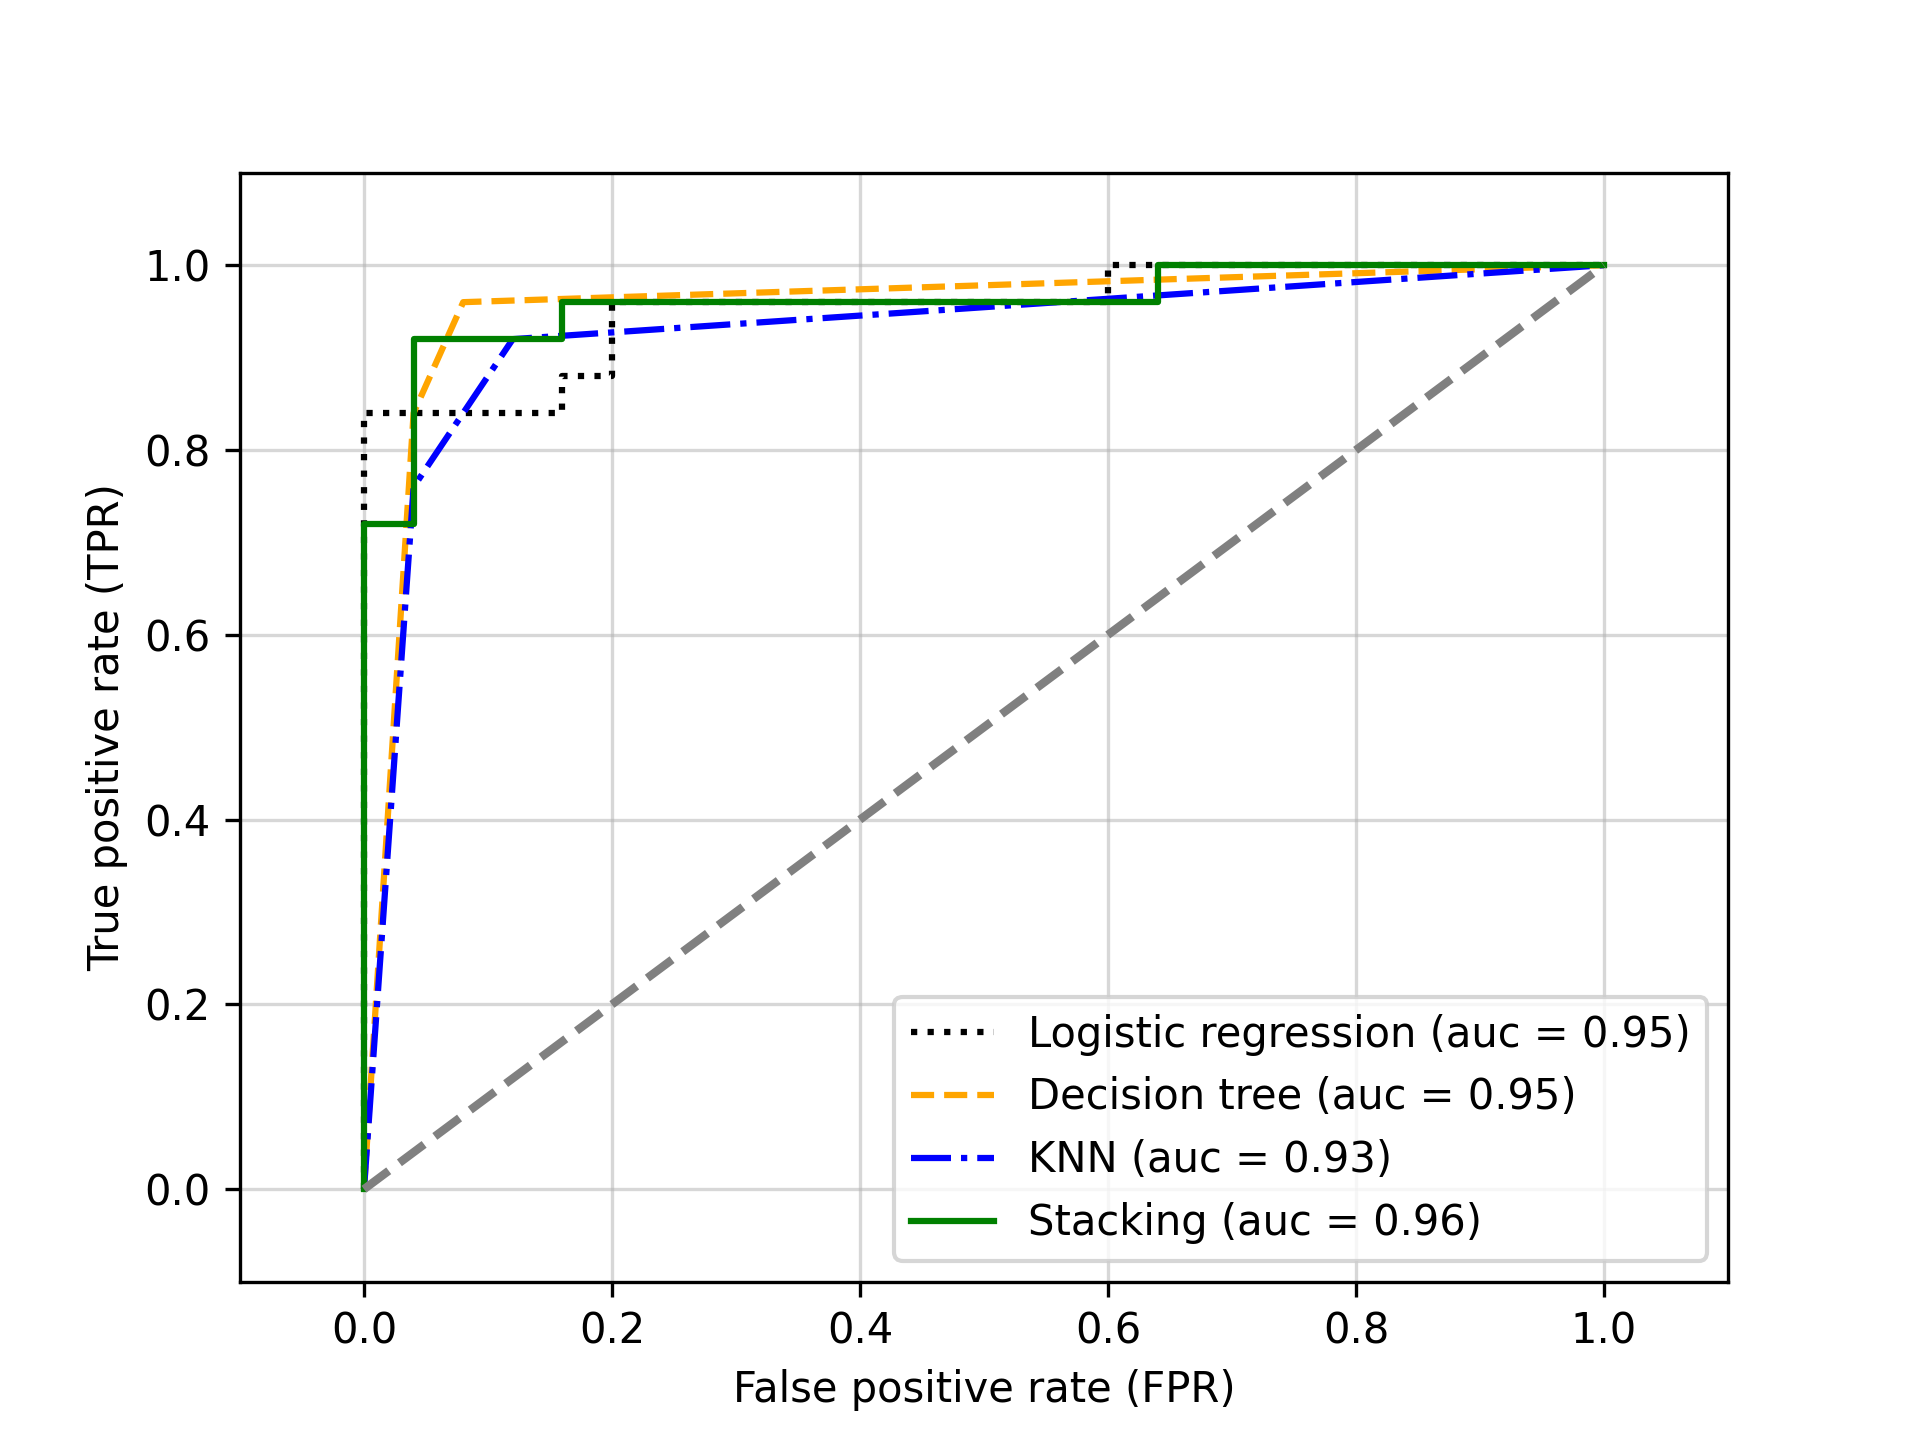 1.0
0.8
0.6
0.4
0.2
0.0
True positive rate (TPR)
Logistic regression (auc = 0.95)
Decision tree (auc = 0.95)
KNN (auc = 0.93)
Stacking (auc = 0.96)
0.0 0.2 0.4 0.6 0.8 1.0
False positive rate (FPR)